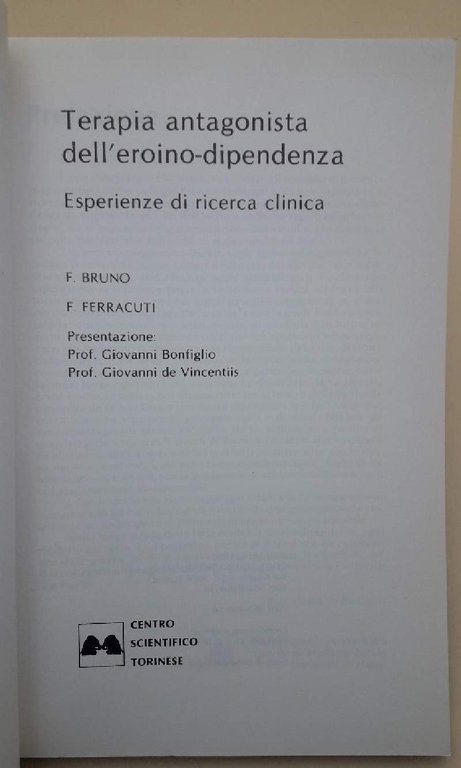 Terapia antagonista
dell'eroino-dipendenza
Esperienze di ricerca clinica
F. BRUNO
F. FERRACUTI
Presentazione:
Prof. Giovanni Bonfiglio
Prof. Giovanni de Vincentiis
CENTRO
SCIENTIFICO
TORINESE